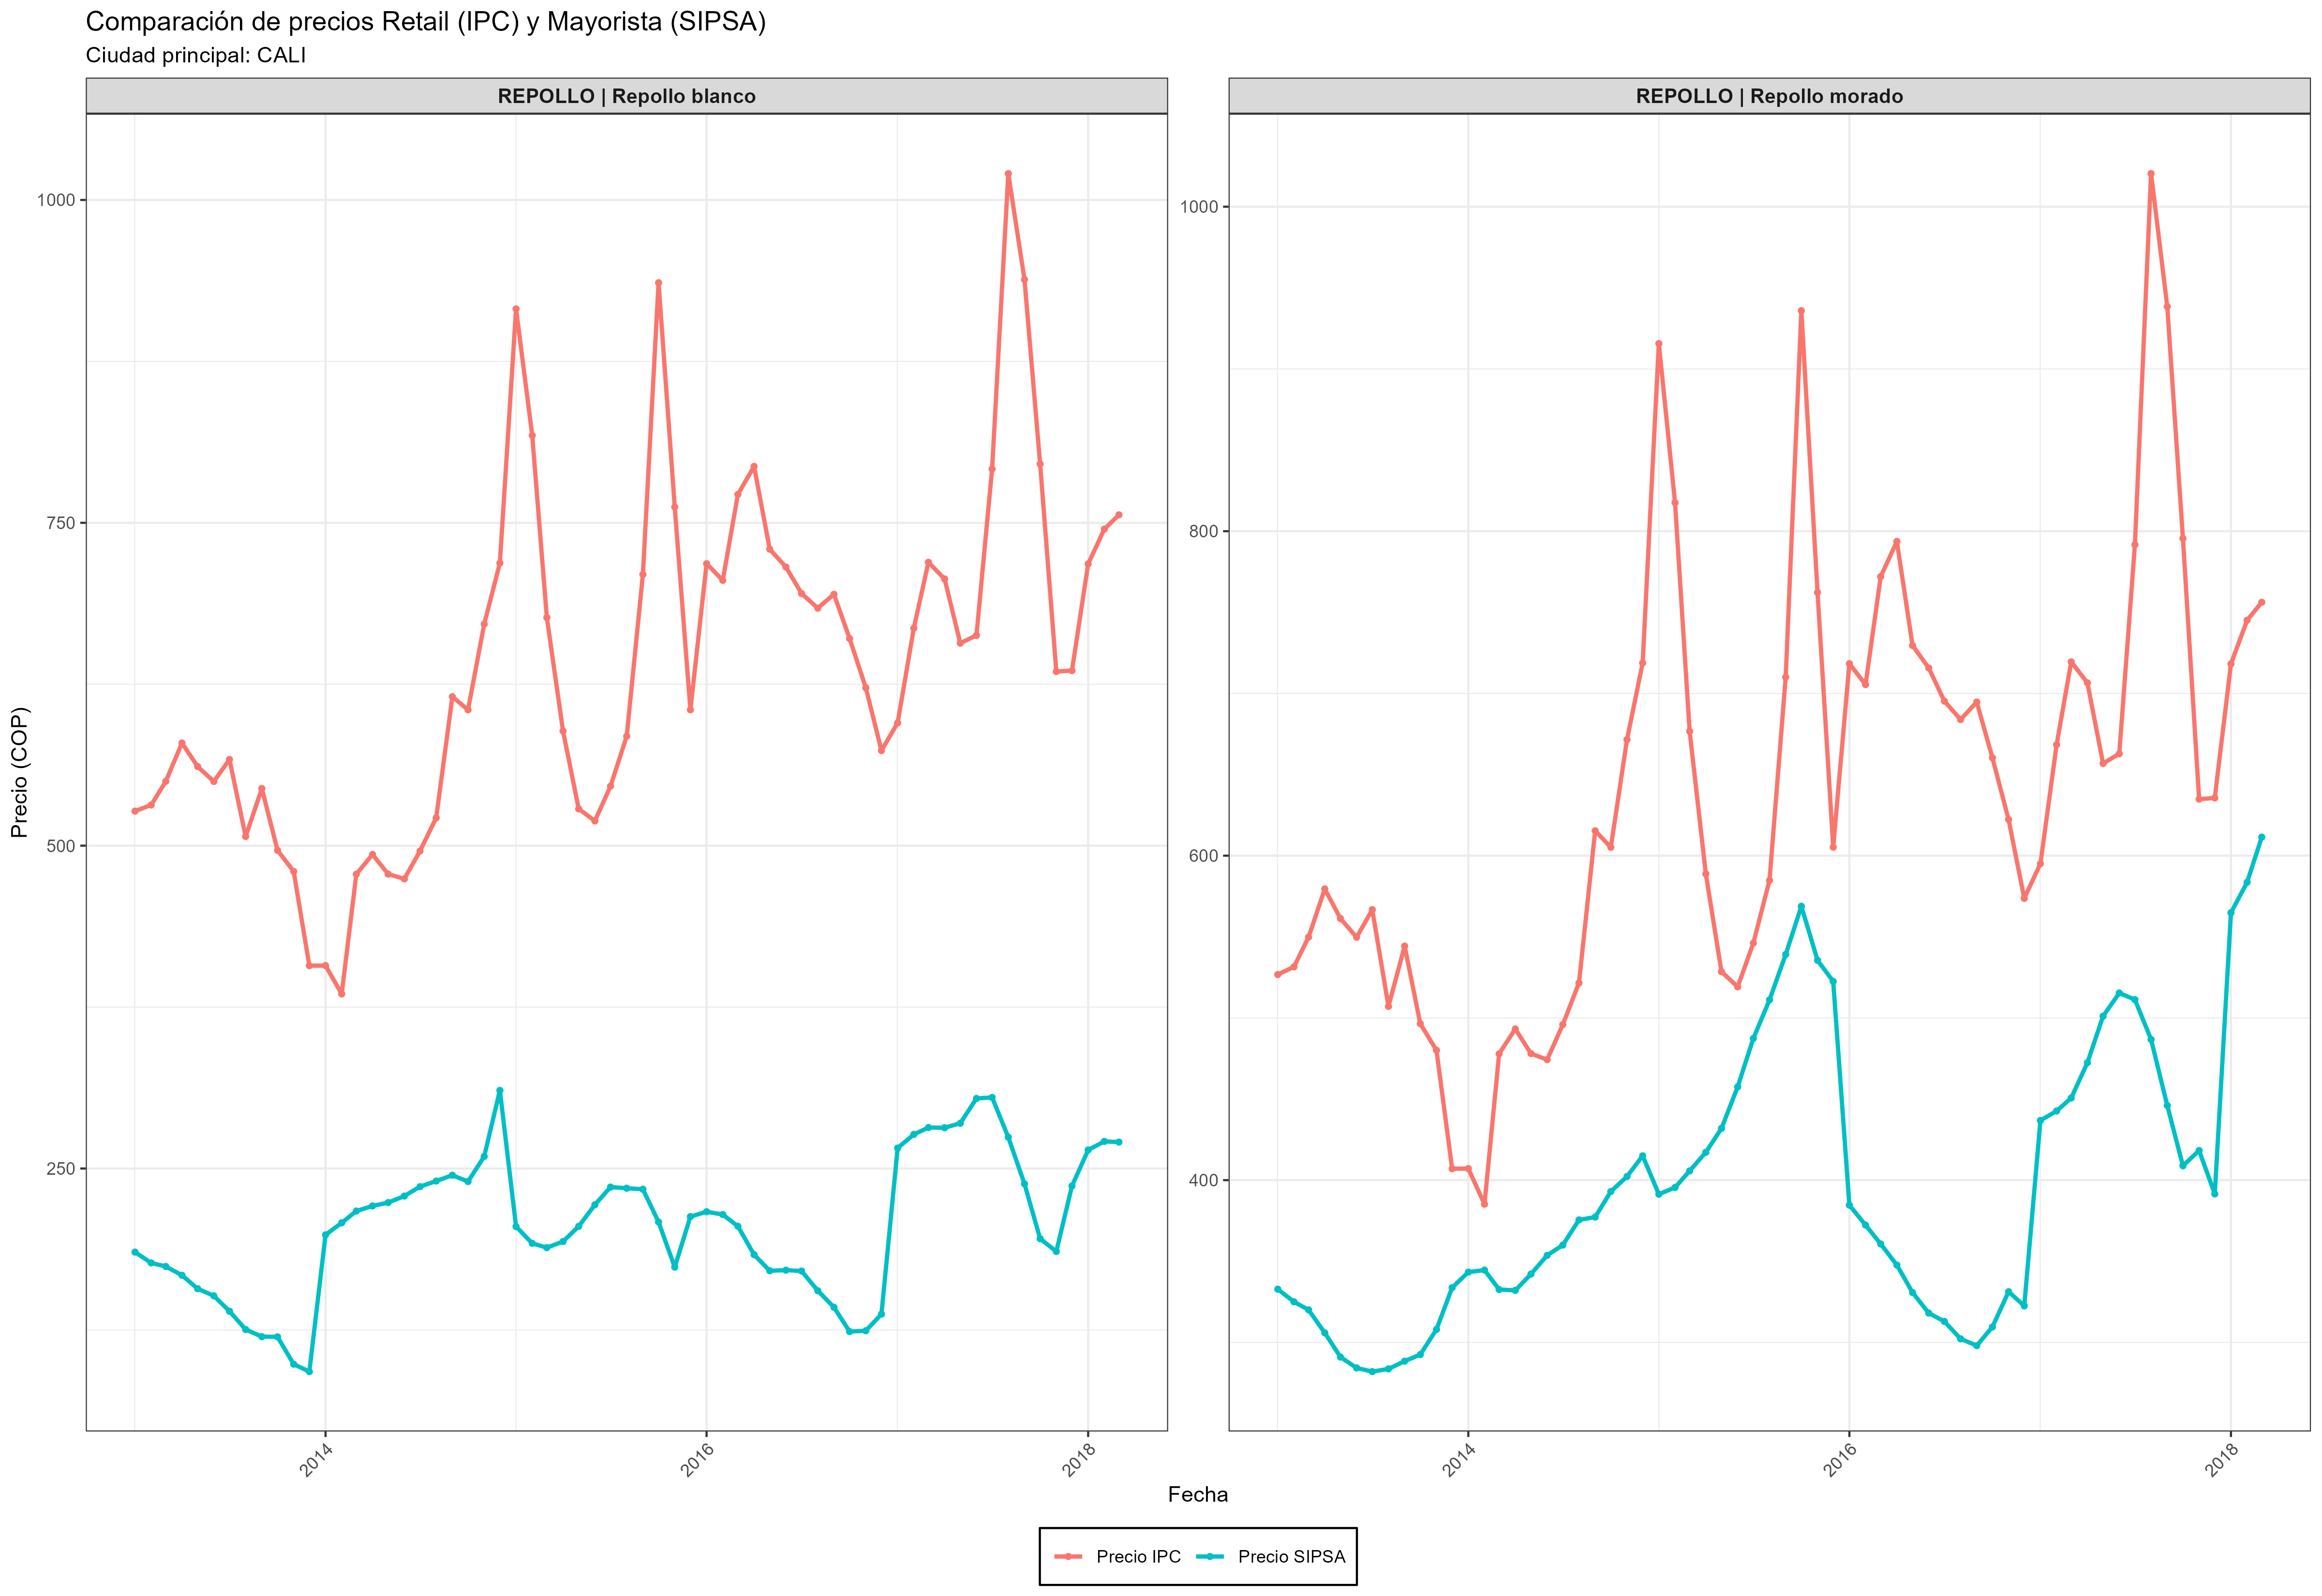 Comparación de precios Retail (IPC) y Mayorista (SIPSA)
Ciudad principal: CALI
REPOLLO | Repollo blanco
REPOLLO | Repollo morado
Precio (COP)
1000
750
500
250
1000
800
600
400
2014
2016
2018
2014
2016
2018
Fecha
Precio IPC
Precio SIPSA